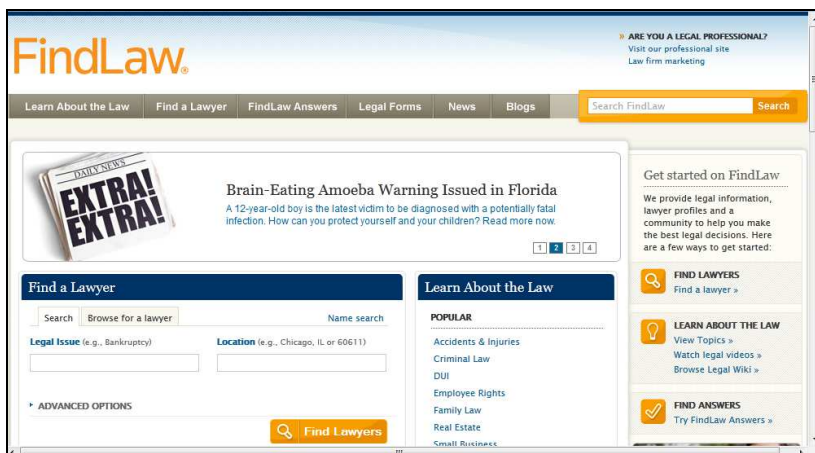 » ARE YOU A LEGAL PROFESSIONAL?
Visit our professional site
Law firm marketing
FindLaw®
Learn About the Law Find a Lawyer FindLaw Answers Legal Forms News Blogs
Search FindLaw Search
DAILY NEWS
EXTRA!
EXTRA!
Brain-Eating Amoeba Warning Issued in Florida
A 12-year-old boy is the latest victim to be diagnosed with a potentially fatal
infection. How can you protect yourself and your children? Read more now.
1 2 3 4
Find a Lawyer
Search Browse for a lawyer Name search
Legal Issue (e.g., Bankruptcy) Location (e.g., Chicago, IL or 60611)
ADVANCED OPTIONS
Find Lawyers
Learn About the Law
POPULAR
Accidents & Injuries
Criminal Law
DUI
Employee Rights
Family Law
Real Estate
Small Business
Get started on FindLaw
We provide legal information,
lawyer profiles and a
community to help you make
the best legal decisions. Here
are a few ways to get started:
FIND LAWYERS
Find a lawyer »
LEARN ABOUT THE LAW
View Topics »
Watch legal videos »
Browse Legal Wiki »
FIND ANSWERS
Try FindLaw Answers »